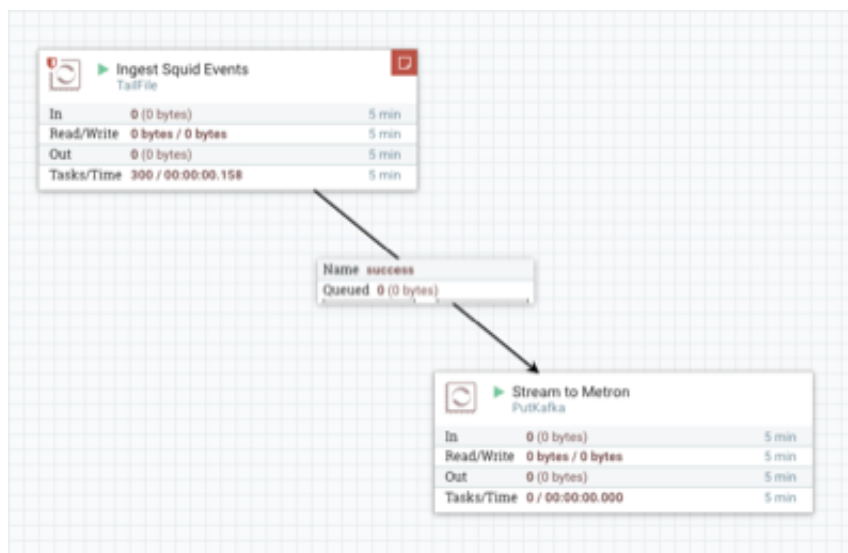 Ingest Squid Events
TailFile
In 0 (0 bytes) 5 min
Read/Write 0 bytes / 0 bytes 5 min
Out 0 (0 bytes) 5 min
Tasks/Time 300 / 00:00:00.158 5 min
Name success
Queued 0 (0 bytes)
Stream to Metron
PutKafka
In 0 (0 bytes) 5 min
Read/Write 0 bytes / 0 bytes 5 min
Out 0 (0 bytes) 5 min
Tasks/Time 0 / 00:00:00.000 5 min